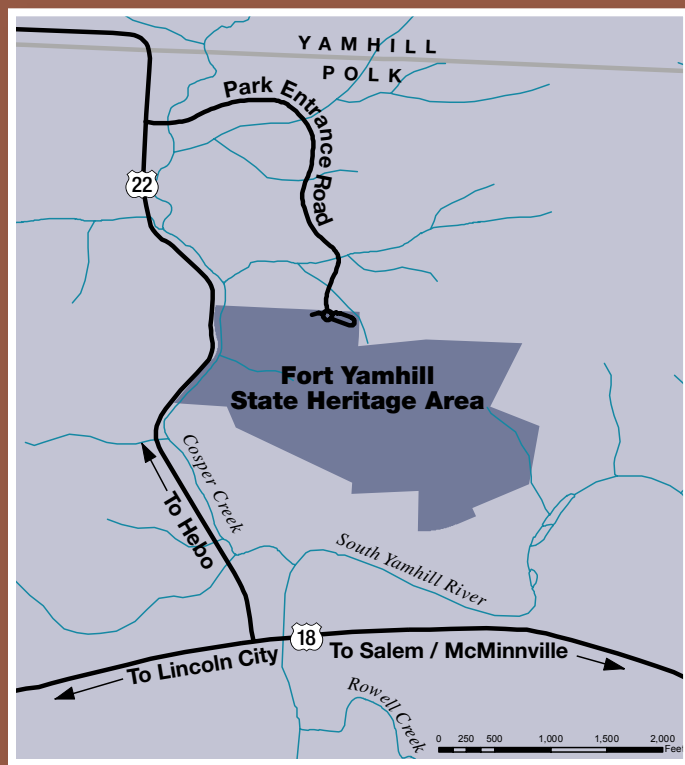 YAMHILL
POLK
Park Entrance Road
22
Fort Yamhill
State Heritage Area
Cosper Creek
To Hebo
South Yamhill River
18
To Lincoln City
To Salem / McMinnville
Rowell Creek
0 250 500 1,000 1,500 2,000
Feet